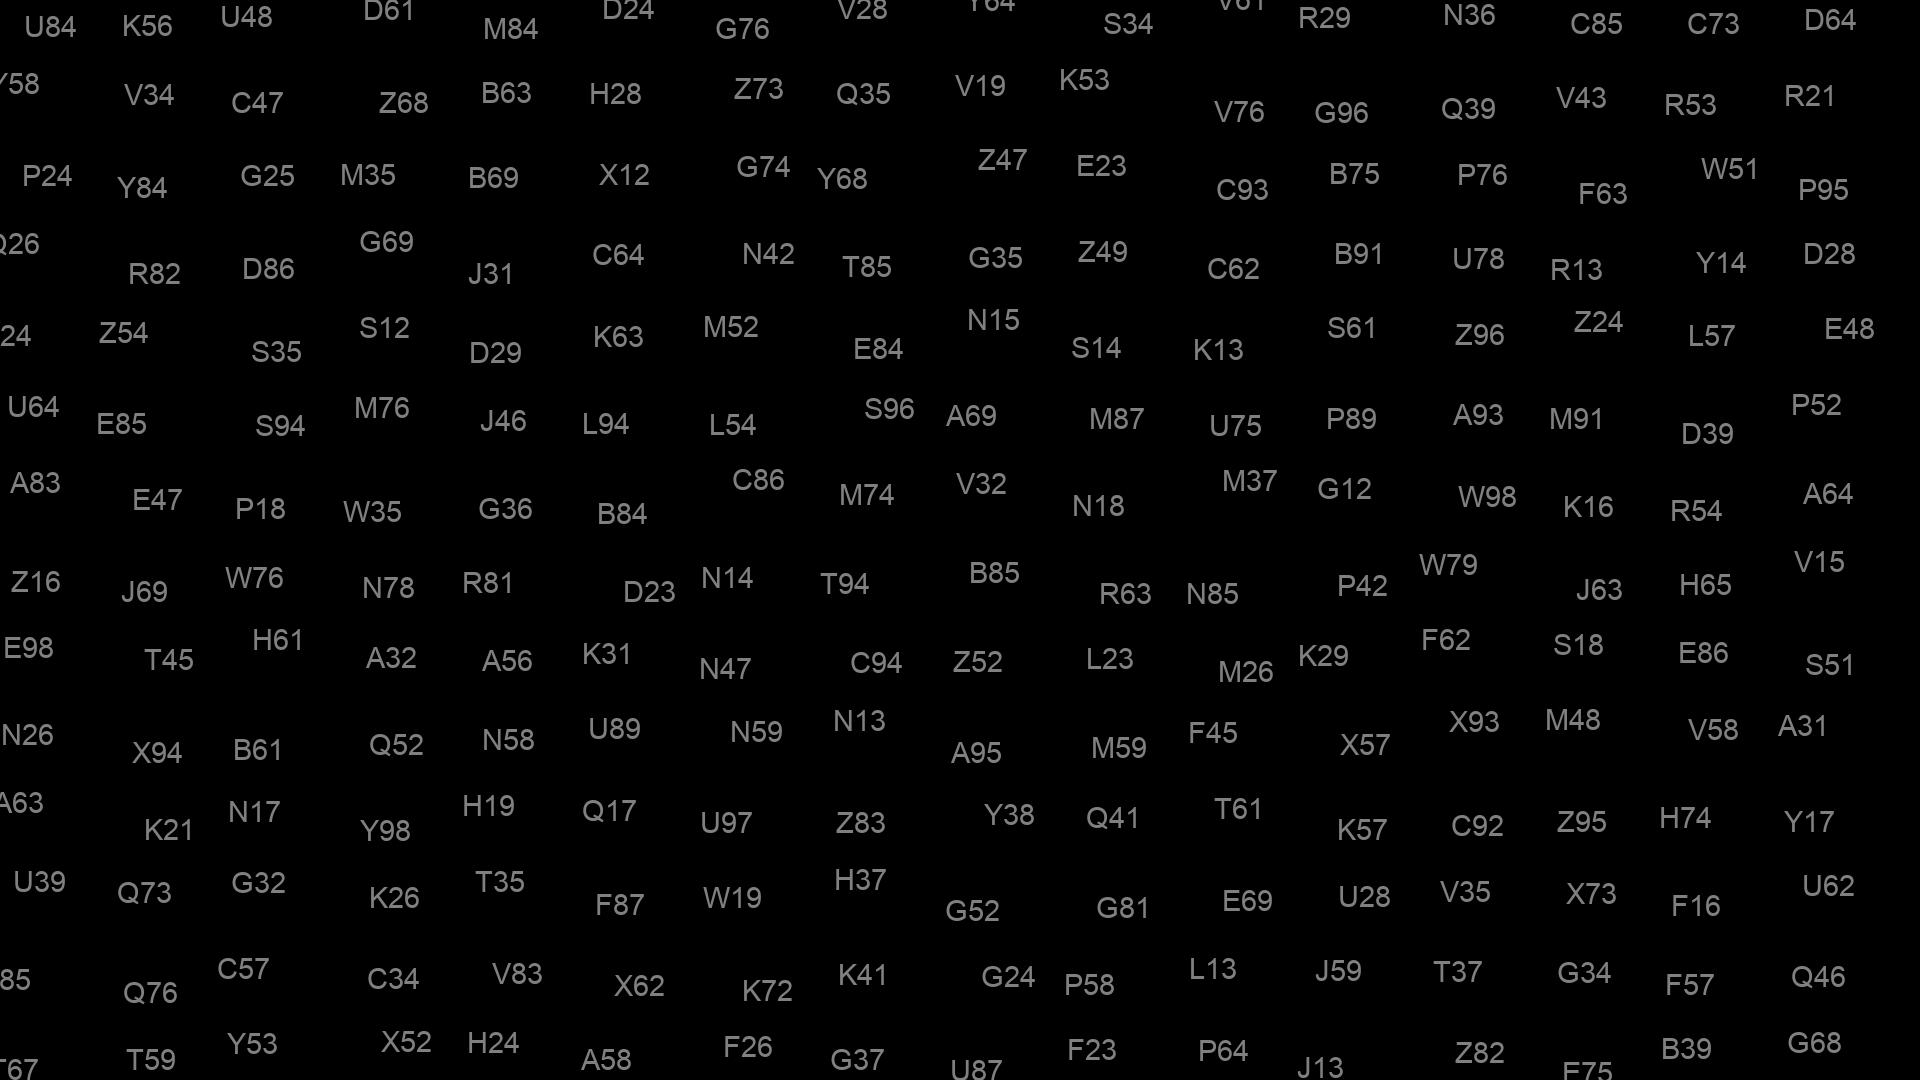 U84 K56 U48 D61 M84 D24 G76 V28 Y64 S34 V61 R29 N36 C85 C73 D64
Y58 V34 C47 Z68 B63 H28 Z73 Q35 V19 K53 V76 G96 Q39 V43 R53 R21
P24 Y84 G25 M35 B69 X12 G74 Y68 Z47 E23 C93 B75 P76 F63 W51 P95
Q26 R82 D86 G69 J31 C64 N42 T85 G35 Z49 C62 B91 U78 R13 Y14 D28
24 Z54 S35 S12 D29 K63 M52 E84 N15 S14 K13 S61 Z96 Z24 L57 E48
U64 E85 S94 M76 J46 L94 L54 S96 A69 M87 U75 P89 A93 M91 D39 P52
A83 E47 P18 W35 G36 B84 C86 M74 V32 N18 M37 G12 W98 K16 R54 A64
Z16 J69 W76 N78 R81 D23 N14 T94 B85 R63 N85 P42 W79 J63 H65 V15
E98 T45 H61 A32 A56 K31 N47 C94 Z52 L23 M26 K29 F62 S18 E86 S51
N26 X94 B61 Q52 N58 U89 N59 N13 A95 M59 F45 X57 X93 M48 V58 A31
A63 K21 N17 Y98 H19 Q17 U97 Z83 Y38 Q41 T61 K57 C92 Z95 H74 Y17
U39 Q73 G32 K26 T35 F87 W19 H37 G52 G81 E69 U28 V35 X73 F16 U62
85 Q76 C57 C34 V83 X62 K72 K41 G24 P58 L13 J59 T37 G34 F57 Q46
T67 T59 Y53 X52 H24 A58 F26 G37 U87 F23 P64 J13 Z82 E75 B39 G68